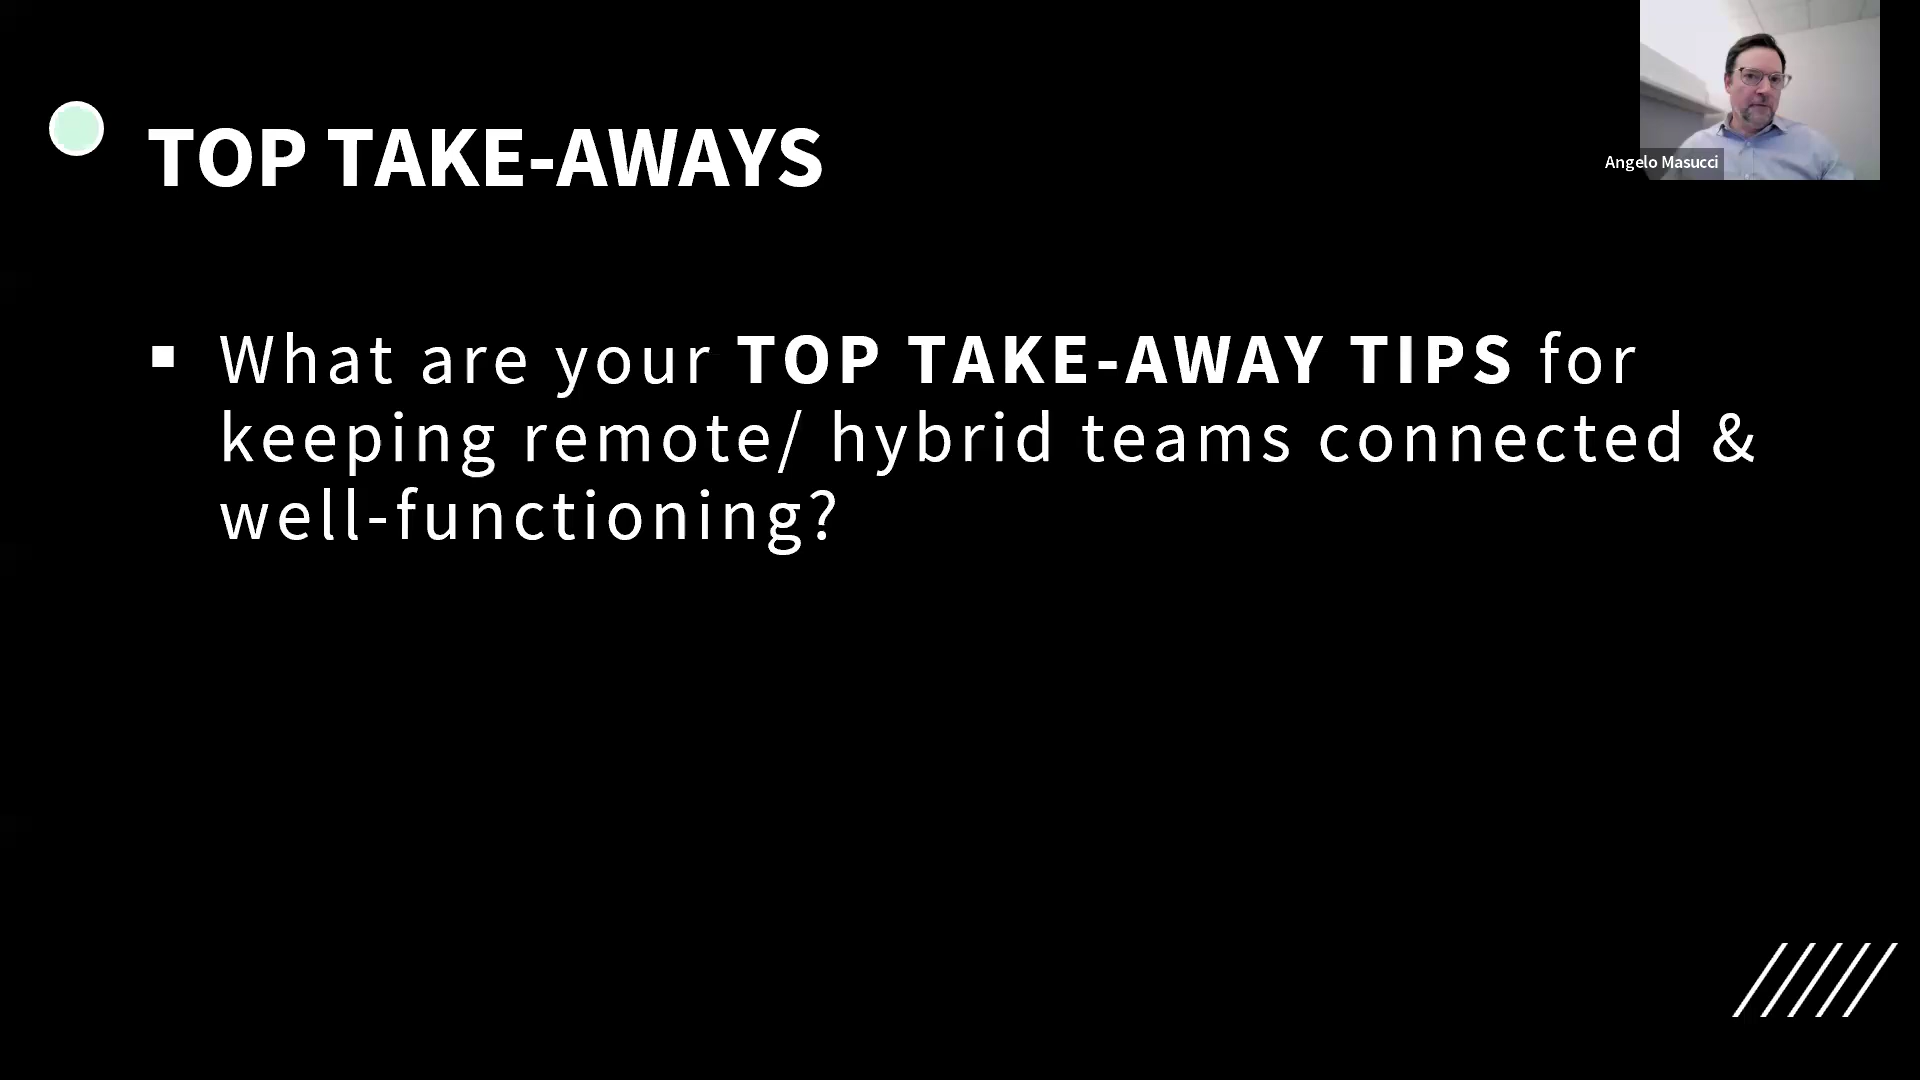 TOP TAKE-AWAYS
Angelo Masucci
▪ What are your TOP TAKE-AWAY TIPS for
keeping remote/ hybrid teams connected &
well-functioning?